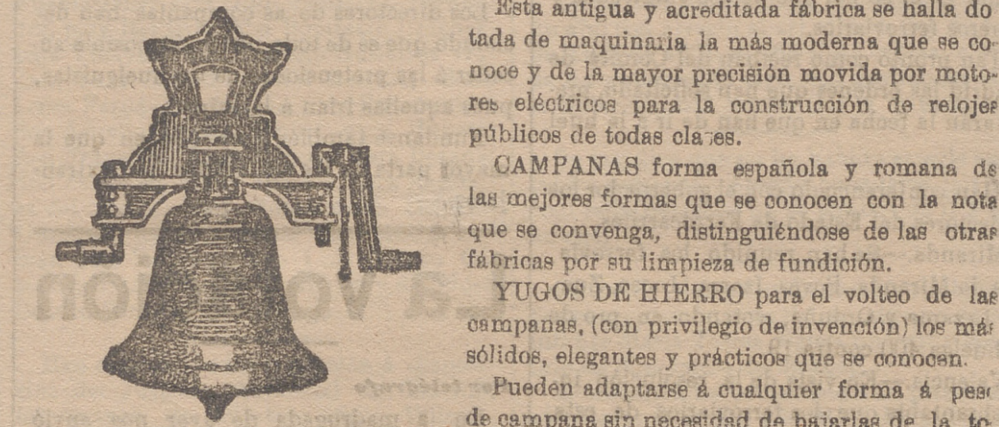 Esta antigua y acreditada fábrica se halla do
tada de maquinaria la más moderna que se co-
noce y de la mayor precisión movida por moto-
res eléctricos para la construcción de relojes
públicos de todas clases.
CAMPANAS forma española y romana de
las mejores formas que se conocen con la nota
que se convenga, distinguiéndose de las otras
fábricas por su limpieza de fundición.
YUGOS DE HIERRO para el volteo de las
campanas, (con privilegio de invención) los más
sólidos, elegantes y prácticos que se conocen.
Pueden adaptarse á cualquier forma á peso
de campana sin necesidad de bajarlas de la to-